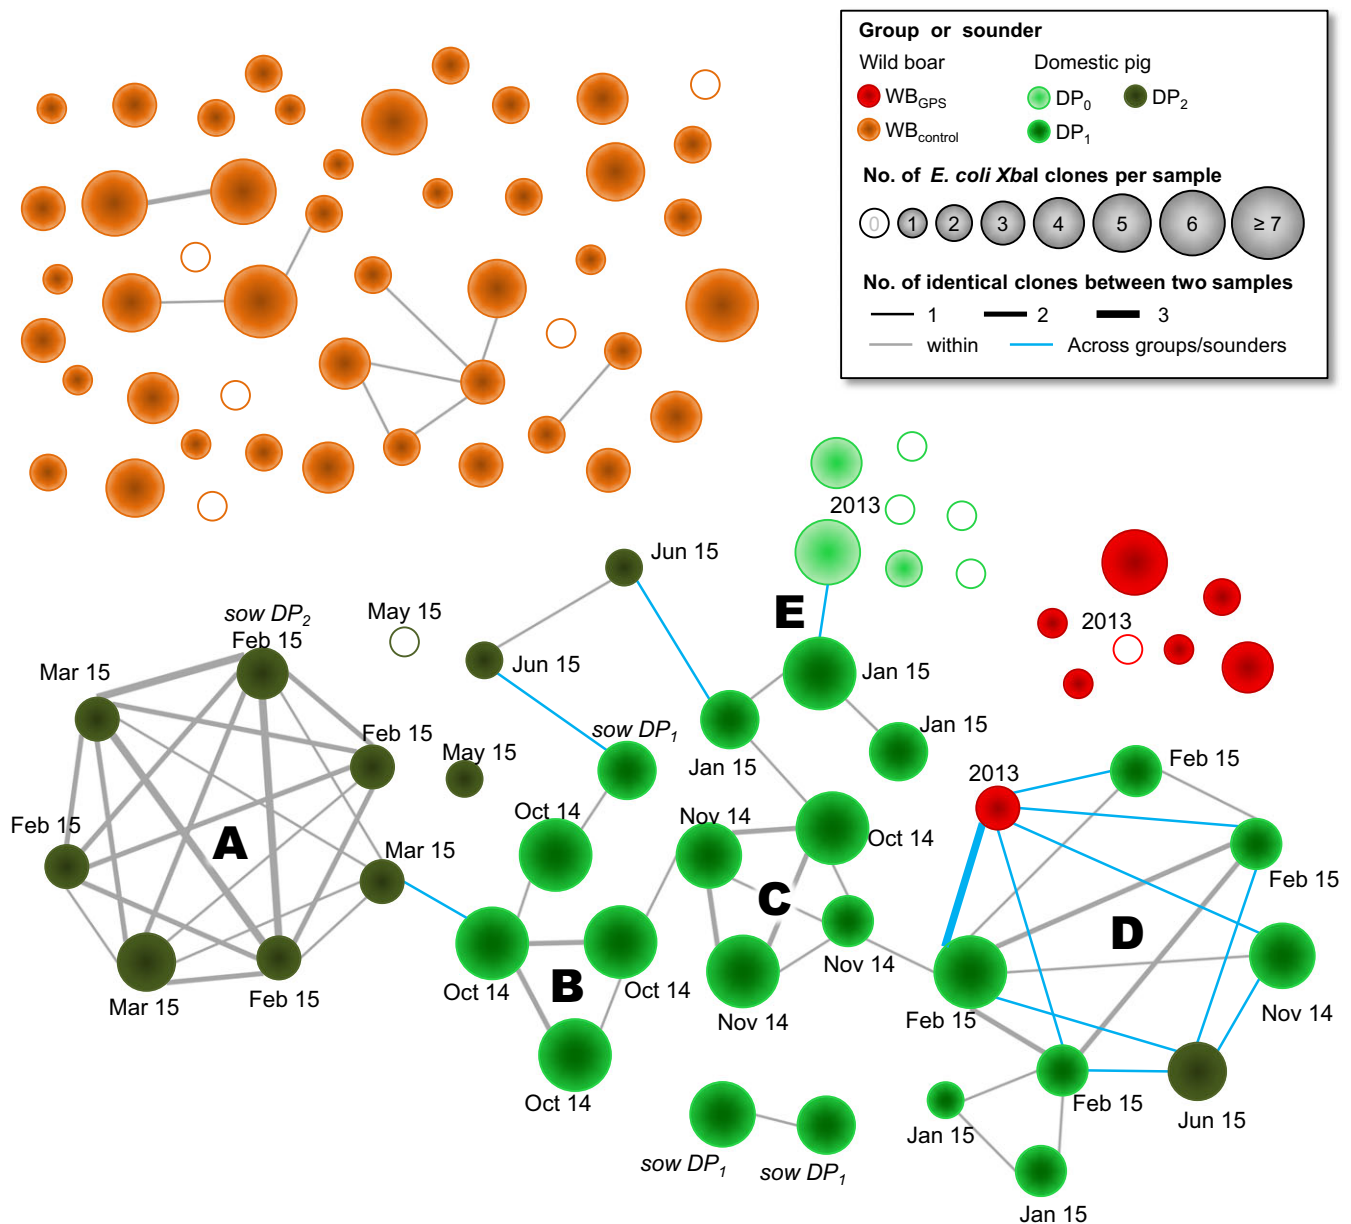 Group or sounder
Wild boar
Domestic pig
WBGPS
DP0
DP2
WBcontrol
DP1
No. of E. coli XbaI clones per sample
0 1 2 3 4 5 6 ≥ 7
No. of identical clones between two samples
1 2 3
within
Across groups/sounders
2013
Jun 15
E
sow DP2
Feb 15
May 15
2013
Mar 15
Jun 15
Jan 15
Feb 15
May 15
sow DP1
Jan 15
Jan 15
Feb 15
2013
Feb 15
A
Mar 15
Oct 14
Nov 14
Oct 14
Feb 15
C
D
Mar 15
Feb 15
Oct 14
B
Oct 14
Nov 14
Nov 14
Feb 15
Nov 14
Oct 14
Feb 15
Jun 15
Jan 15
sow DP1
sow DP1
Jan 15